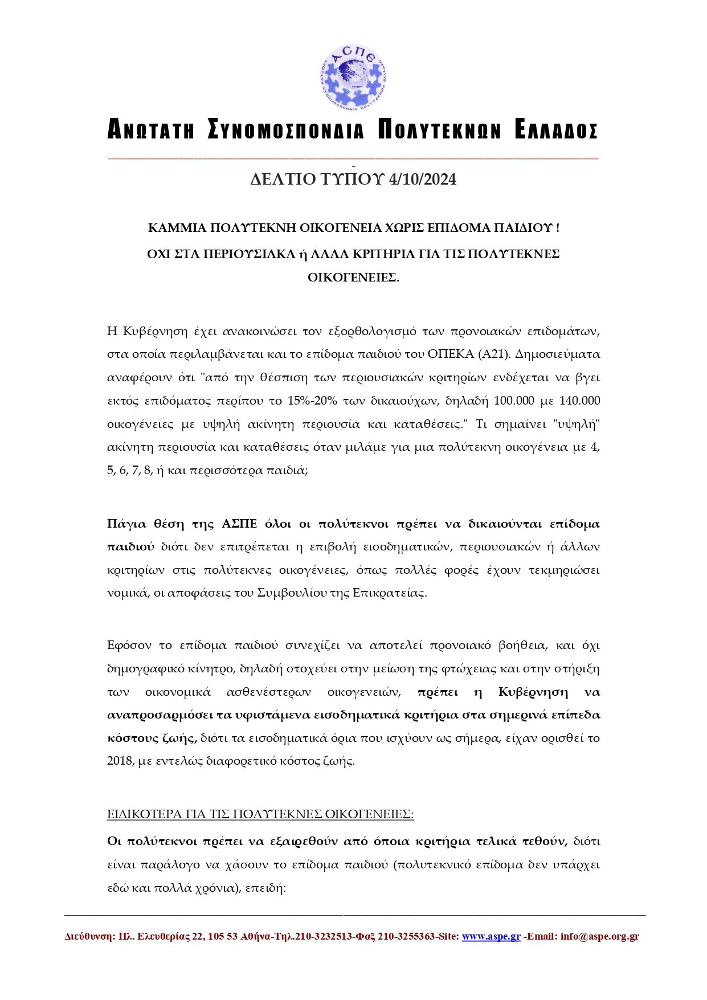 ΑΣΠΕ
ΑΝΩΤΑΤΗ ΣΥΝΟΜΟΣΠΟΝΔΙΑ ΠΟΛΥΤΕΚΝΩΝ ΕΛΛΑΔΟΣ
ΔΕΛΤΙΟ ΤΥΠΟΥ 4/10/2024
ΚΑΜΜΙΑ ΠΟΛΥΤΕΚΝΗ ΟΙΚΟΓΕΝΕΙΑ ΧΩΡΙΣ ΕΠΙΔΟΜΑ ΠΑΙΔΙΟΥ !
ΟΧΙ ΣΤΑ ΠΕΡΙΟΥΣΙΑΚΑ ή ΑΛΛΑ ΚΡΙΤΗΡΙΑ ΓΙΑ ΤΙΣ ΠΟΛΥΤΕΚΝΕΣ
ΟΙΚΟΓΕΝΕΙΕΣ.
Η Κυβέρνηση έχει ανακοινώσει τον εξορθολογισμό των προνοιακών επιδομάτων,
στα οποία περιλαμβάνεται και το επίδομα παιδιού του ΟΠΕΚΑ (Α21). Δημοσιεύματα
αναφέρουν ότι "από την θέσπιση των περιουσιακών κριτηρίων ενδέχεται να βγει
εκτός επιδόματος περίπου το 15%-20% των δικαιούχων, δηλαδή 100.000 με 140.000
οικογένειες με υψηλή ακίνητη περιουσία και καταθέσεις." Τι σημαίνει "υψηλή"
ακίνητη περιουσία και καταθέσεις όταν μιλάμε για μια πολύτεκνη οικογένεια με 4,
5, 6, 7, 8, ή και περισσότερα παιδιά;
Πάγια θέση της ΑΣΠΕ όλοι οι πολύτεκνοι πρέπει να δικαιούνται επίδομα
παιδιού διότι δεν επιτρέπεται η επιβολή εισοδηματικών, περιουσιακών ή άλλων
κριτηρίων στις πολύτεκνες οικογένειες, όπως πολλές φορές έχουν τεκμηριώσει
νομικά, οι αποφάσεις του Συμβουλίου της Επικρατείας.
Εφόσον το επίδομα παιδιού συνεχίζει να αποτελεί προνοιακό βοήθεια, και όχι
δημογραφικό κίνητρο, δηλαδή στοχεύει στην μείωση της φτώχειας και στην στήριξη
των οικονομικά ασθενέστερων οικογενειών, πρέπει η Κυβέρνηση να
αναπροσαρμόσει τα υφιστάμενα εισοδηματικά κριτήρια στα σημερινά επίπεδα
κόστους ζωής, διότι τα εισοδηματικά όρια που ισχύουν ως σήμερα, είχαν ορισθεί το
2018, με εντελώς διαφορετικό κόστος ζωής.
ΕΙΔΙΚΟΤΕΡΑ ΓΙΑ ΤΙΣ ΠΟΛΥΤΕΚΝΕΣ ΟΙΚΟΓΕΝΕΙΕΣ:
Οι πολύτεκνοι πρέπει να εξαιρεθούν από όποια κριτήρια τελικά τεθούν, διότι
είναι παράλογο να χάσουν το επίδομα παιδιού (πολυτεκνικό επίδομα δεν υπάρχει
εδώ και πολλά χρόνια), επειδή:
Διεύθυνση: Πλ. Ελευθερίας 22, 105 53 Αθήνα-Τηλ.210-3232513-Φαξ 210-3255363-Site: www.aspe.gr -Email: info@aspe.org.gr